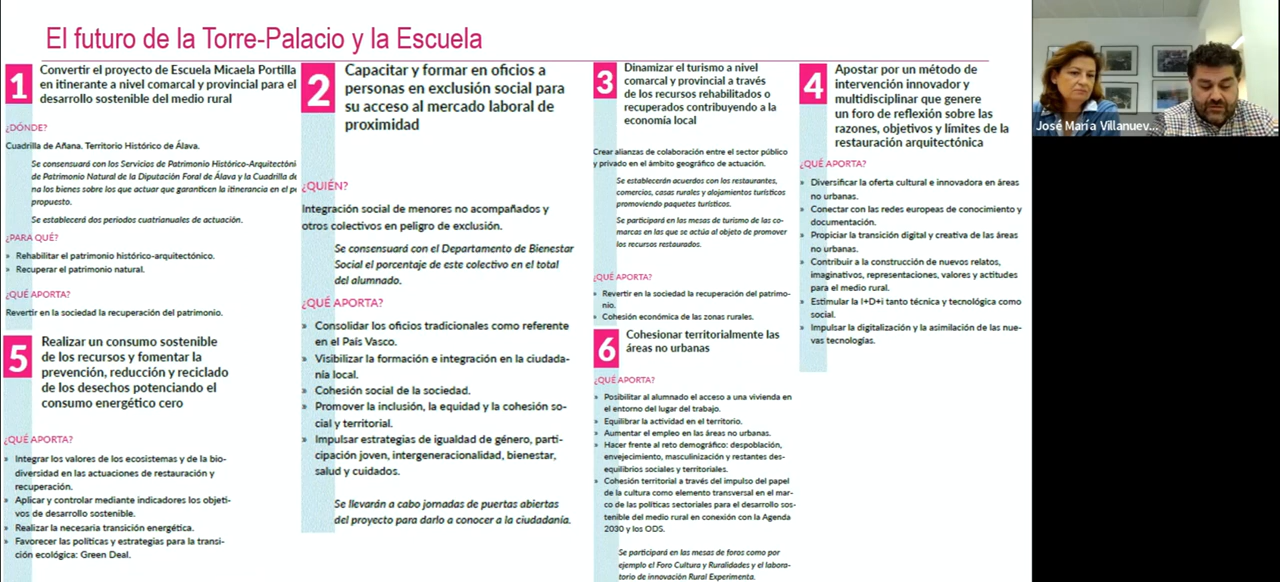 El futuro de la Torre-Palacio y la Escuela
1
Convertir el proyecto de Escuela Micaela Portilla
en itinerante a nivel comarcal y provincial para el
desarrollo sostenible del medio rural
¿DÓNDE?
Cuadrilla de Añana. Territorio Histórico de Álava.
Se consensuará con los Servicios de Patrimonio Histórico-Arquitectóni
de Patrimonio Natural de la Diputación Foral de Álava y la Cuadrilla de
na los bienes sobre los que actuar que garanticen la itinerancia en el pe
propuesto.
Se establecerá dos periodos cuatrianuales de actuación.
¿PARA QUÉ?
» Rehabilitar el patrimonio histórico-arquitectónico.
» Recuperar el patrimonio natural.
¿QUÉ APORTA?
Revertir en la sociedad la recuperación del patrimonio.
2
Capacitar y formar en oficios a
personas en exclusión social para
su acceso al mercado laboral de
proximidad
¿QUIÉN?
Integración social de menores no acompañados y
otros colectivos en peligro de exclusión.
Se consensuará con el Departamento de Bienestar
Social el porcentaje de este colectivo en el total
del alumnado.
¿QUÉ APORTA?
» Consolidar los oficios tradicionales como referente
en el País Vasco.
» Visibilizar la formación e integración en la ciudada-
nía local.
» Cohesión social de la sociedad.
» Promover la inclusión, la equidad y la cohesión so-
cial y territorial.
» Impulsar estrategias de igualdad de género, parti-
cipación joven, intergeneracionalidad, bienestar,
salud y cuidados.
Se llevarán a cabo jornadas de puertas abiertas
del proyecto para darlo a conocer a la ciudadanía.
3
Dinamizar el turismo a nivel
comarcal y provincial a través
de los recursos rehabilitados o
recuperados contribuyendo a la
economía local
Crear alianzas de colaboración entre el sector público
y privado en el ámbito geográfico de actuación.
Se establecerán acuerdos con los restaurantes,
comercios, casas rurales y alojamientos turísticos
promoviendo paquetes turísticos.
Se participará en las mesas de turismo de las co-
marcas en las que se actúa al objeto de promover
los recursos restaurados.
¿QUÉ APORTA?
» Revertir en la sociedad la recuperación del patrimo-
nio.
» Cohesión económica de las zonas rurales.
4
Apostar por un método de
intervención innovador y
multidisciplinar que genere
un foro de reflexión sobre las
razones, objetivos y límites de la
restauración arquitectónica
¿QUÉ APORTA?
» Diversificar la oferta cultural e innovadora en áreas
no urbanas.
» Conectar con las redes europeas de conocimiento y
documentación.
» Propiciar la transición digital y creativa de las áreas
no urbanas.
» Contribuir a la construcción de nuevos relatos,
imaginativos, representaciones, valores y actitudes
para el medio rural.
» Estimular la I+D+i tanto técnica y tecnológica como
social.
» Impulsar la digitalización y la asimilación de las nue-
vas tecnologías.
5
Realizar un consumo sostenible
de los recursos y fomentar la
prevención, reducción y reciclado
de los desechos potenciando el
consumo energético cero
¿QUÉ APORTA?
» Integrar los valores de los ecosistemas y de la bio-
diversidad en las actuaciones de restauración y
recuperación.
» Aplicar y controlar mediante indicadores los objeti-
vos de desarrollo sostenible.
» Realizar la necesaria transición energética.
» Favorecer las políticas y estrategias para la transi-
ción ecológica: Green Deal.
6
Cohesionar territorialmente las
áreas no urbanas
¿QUÉ APORTA?
» Posibilitar al alumnado el acceso a una vivienda en
el entorno del lugar del trabajo.
» Equilibrar la actividad en el territorio.
» Aumentar el empleo en las áreas no urbanas.
» Hacer frente al reto demográfico: despoblación,
envejecimiento, masculinización y restantes des-
equilibrios sociales y territoriales.
» Cohesión territorial a través del impulso del papel
de la cultura como elemento transversal en el mar-
co de las políticas sectoriales para el desarrollo sos-
tenible del medio rural en conexión con la Agenda
2030 y los ODS.
Se participará en las mesas de foros como por
ejemplo el Foro Cultura y Ruralidades y el labora-
torio de innovación Rural Experimenta.
José María Villanuev...